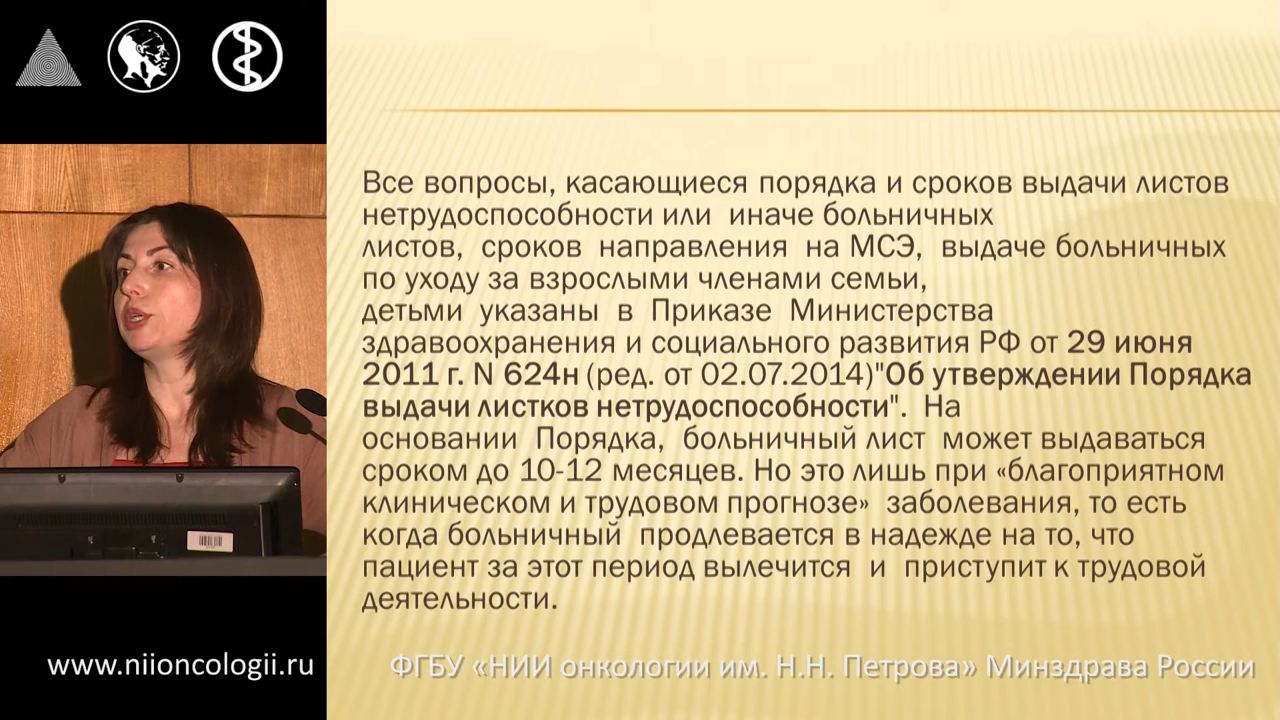 Все вопросы, касающиеся порядка и сроков выдачи листов
нетрудоспособности или иначе больничных
листов, сроков направления на МСЭ, выдаче больничных
по уходу за взрослыми членами семьи,
детьми указаны в Приказе Министерства
здравоохранения и социального развития РФ от 29 июня
2011 г. N 624н (ред. от 02.07.2014)"Об утверждении Порядка
выдачи листков нетрудоспособности". На
основании Порядка, больничный лист может выдаваться
сроком до 10-12 месяцев. Но это лишь при «благоприятном
клиническом и трудовом прогнозе» заболевания, то есть
когда больничный продлевается в надежде на то, что
пациент за этот период вылечится и приступит к трудовой
деятельности.
www.niioncologii.ru
ФГБУ «НИИ онкологии им. Н.Н. Петрова» Минздрава России